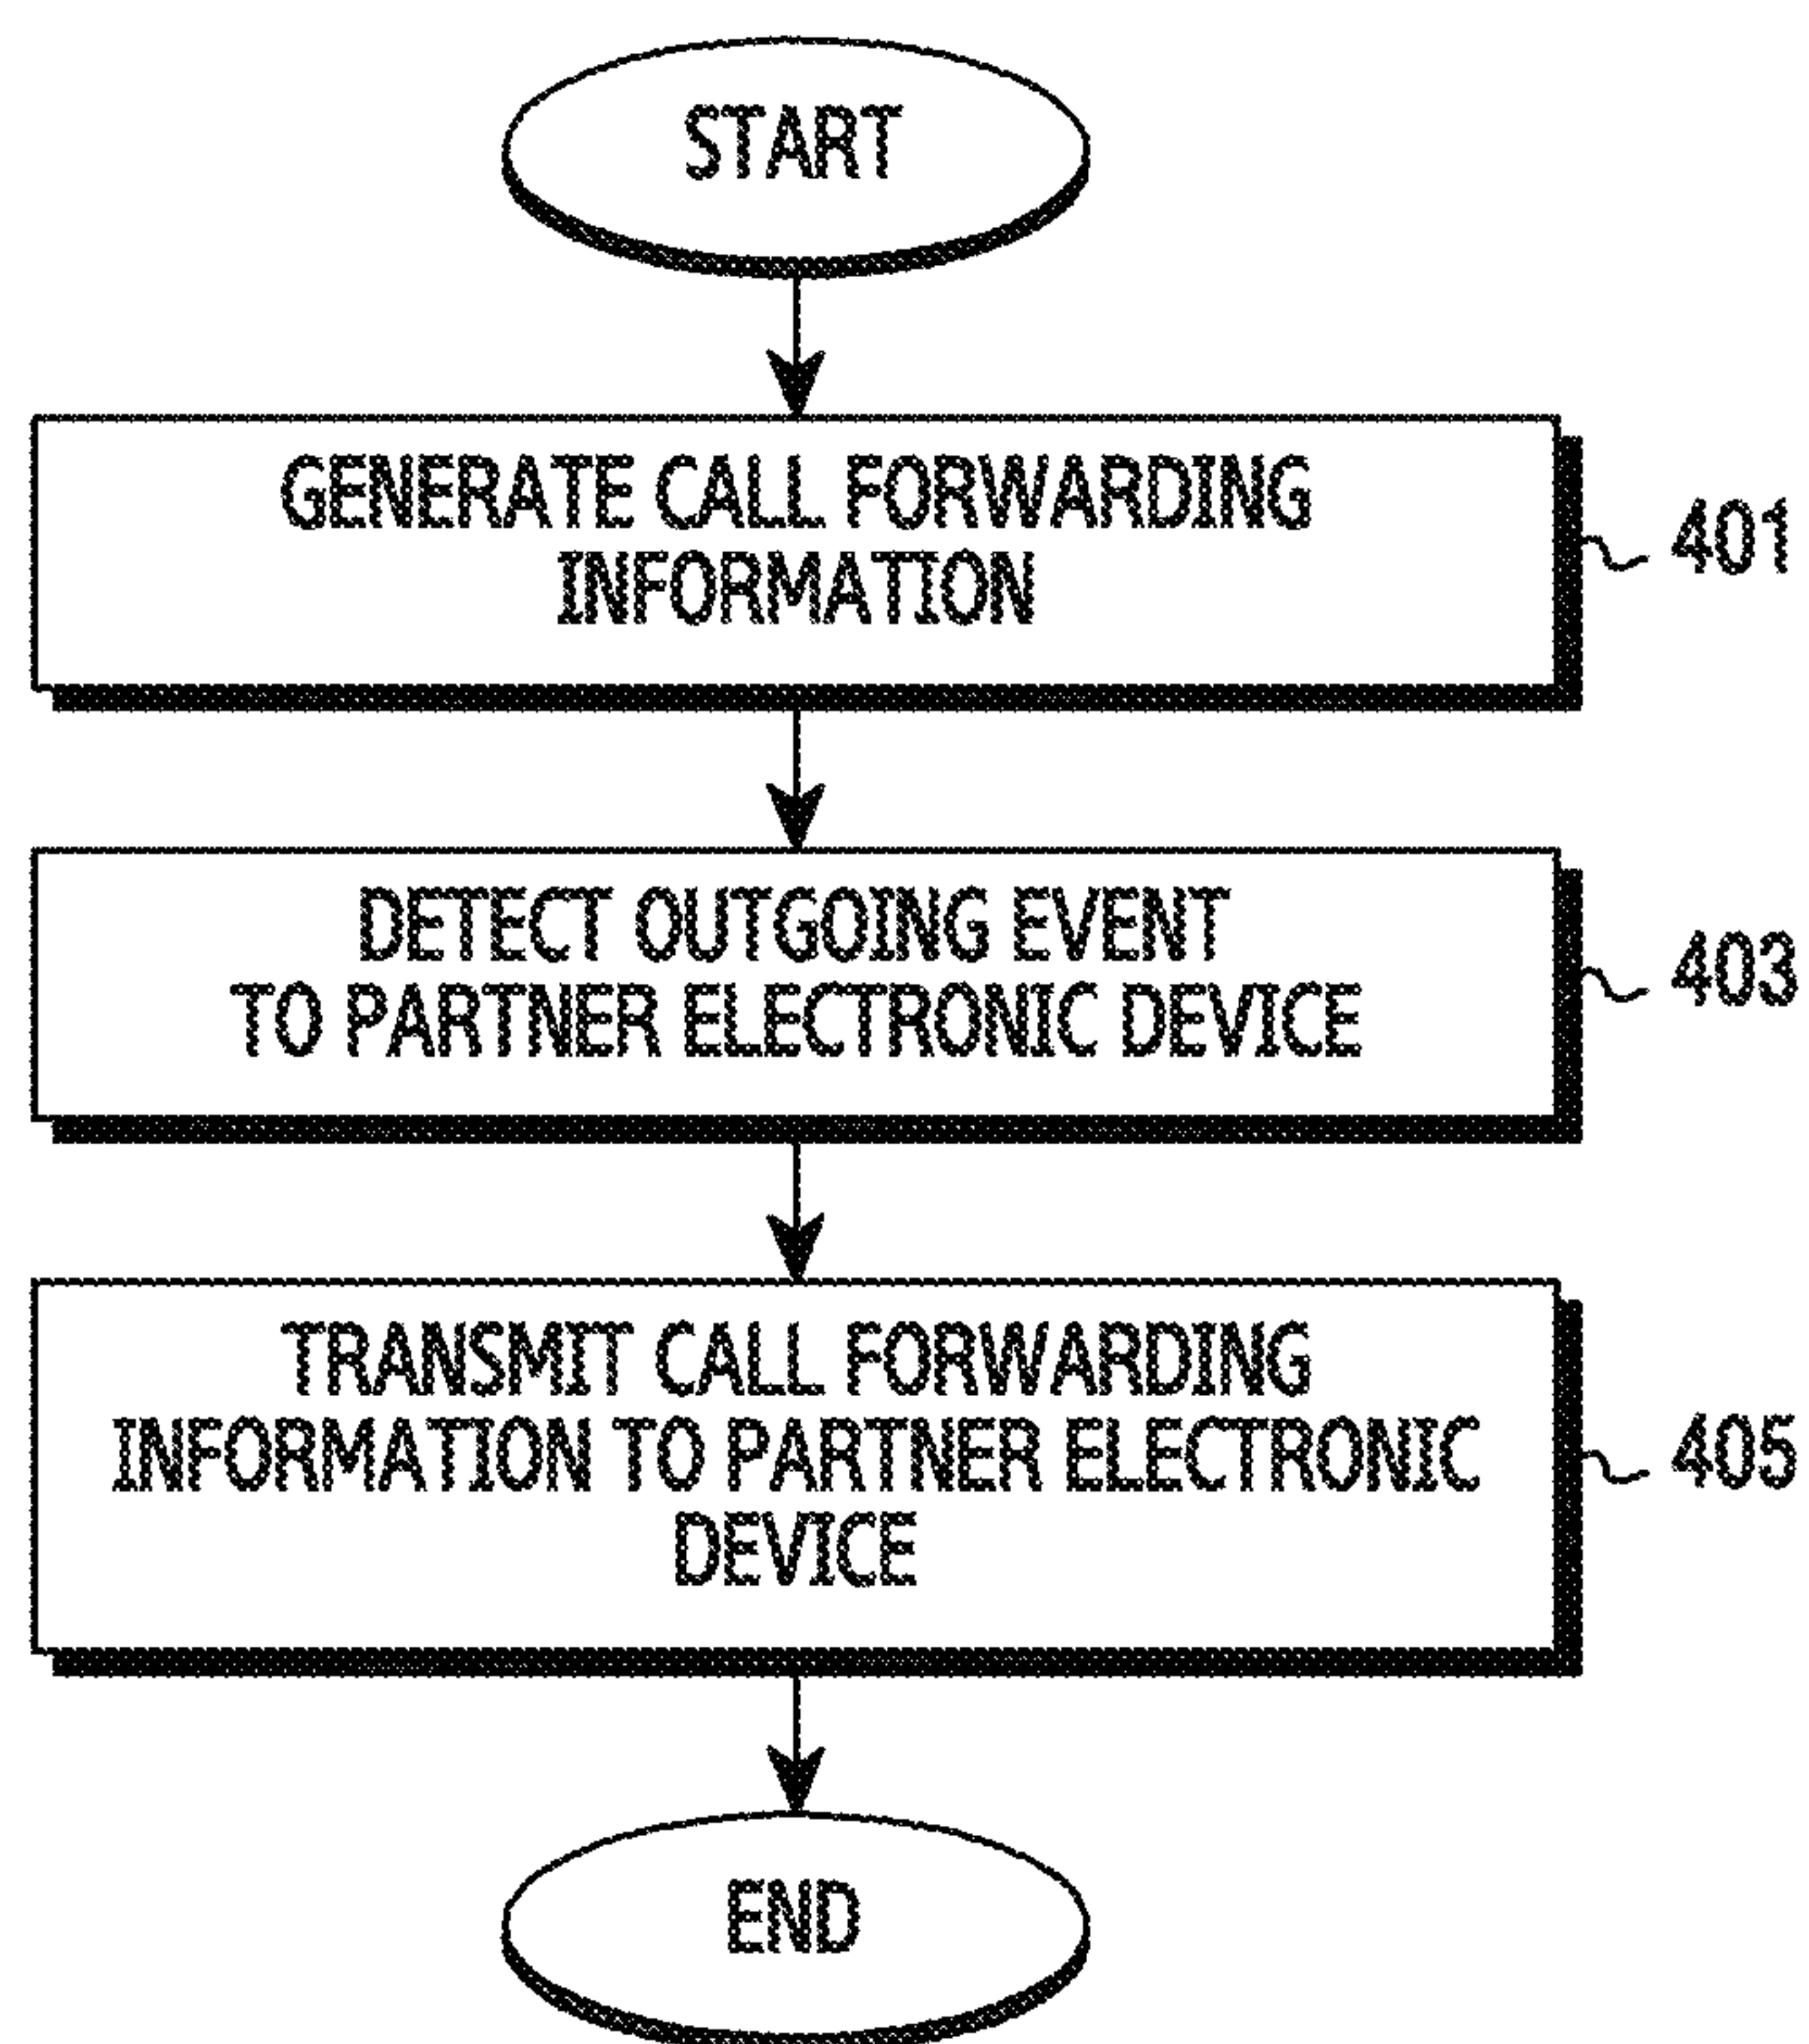 START
GENERATE CALL FORWARDING
INFORMATION
401
DETECT OUTGOING EVENT
TO PARTNER ELECTRONIC DEVICE
403
TRANSMIT CALL FORWARDING
INFORMATION TO PARTNER ELECTRONIC
DEVICE
405
END